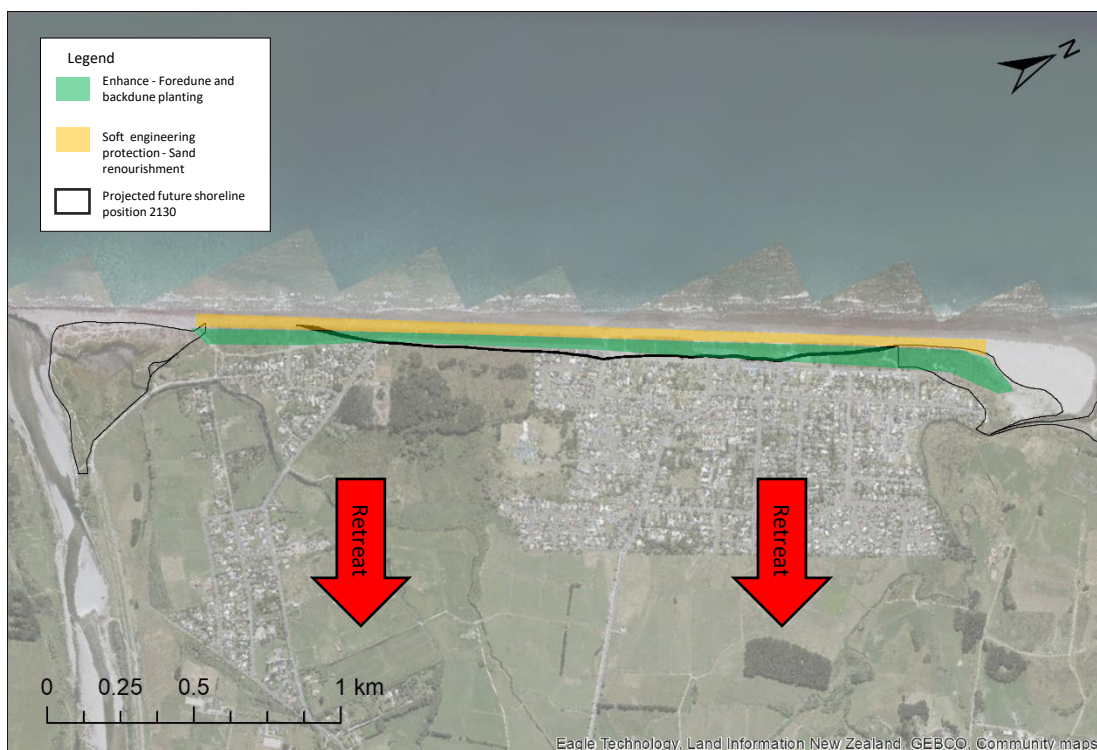 Legend
Enhance - Foredune and
backdune planting
Soft engineering
protection - Sand
renourishment
Projected future shoreline
position 2130
N
Retreat
Retreat
0 0.25 0.5 1 km
Eagle Technology, Land Information New Zealand, GEBCO, Community maps